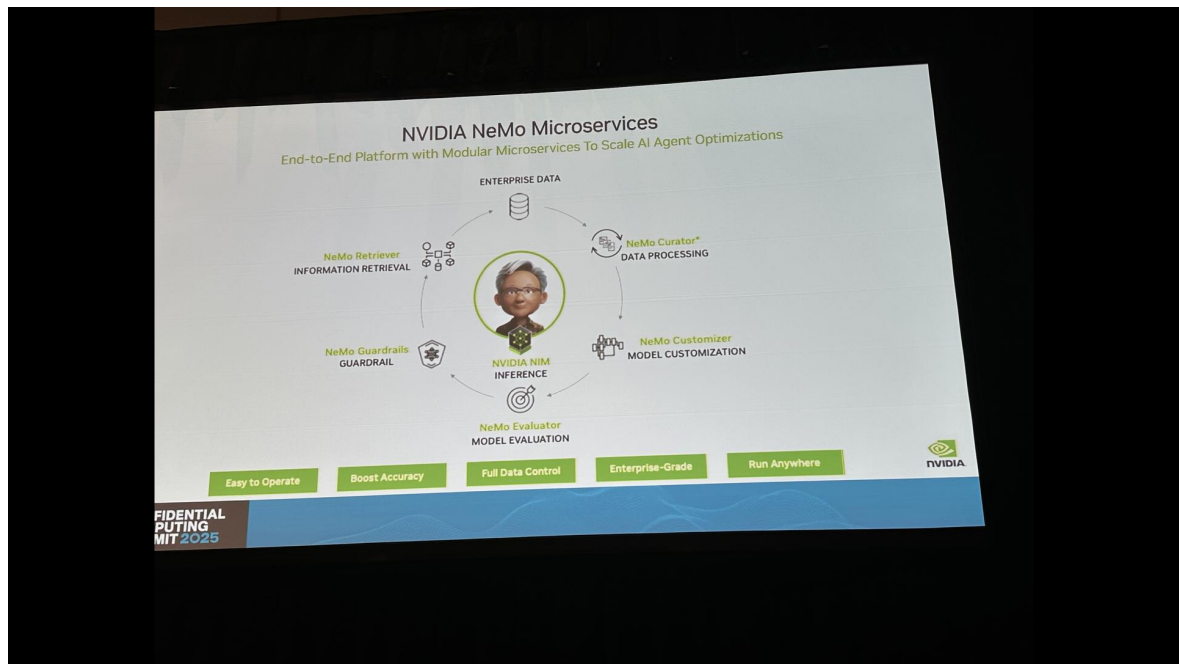 NVIDIA NeMo Microservices
End-to-End Platform with Modular Microservices To Scale AI Agent Optimizations
ENTERPRISE DATA
NeMo Curator*
DATA PROCESSING
NeMo Customizer
MODEL CUSTOMIZATION
NeMo Evaluator
MODEL EVALUATION
NeMo Guardrails
GUARDRAIL
NeMo Retriever
INFORMATION RETRIEVAL
NVIDIA NIM
INFERENCE
Easy to Operate
Boost Accuracy
Full Data Control
Enterprise-Grade
Run Anywhere
NVIDIA
FIDENTIAL
PUTING
MIT 2025